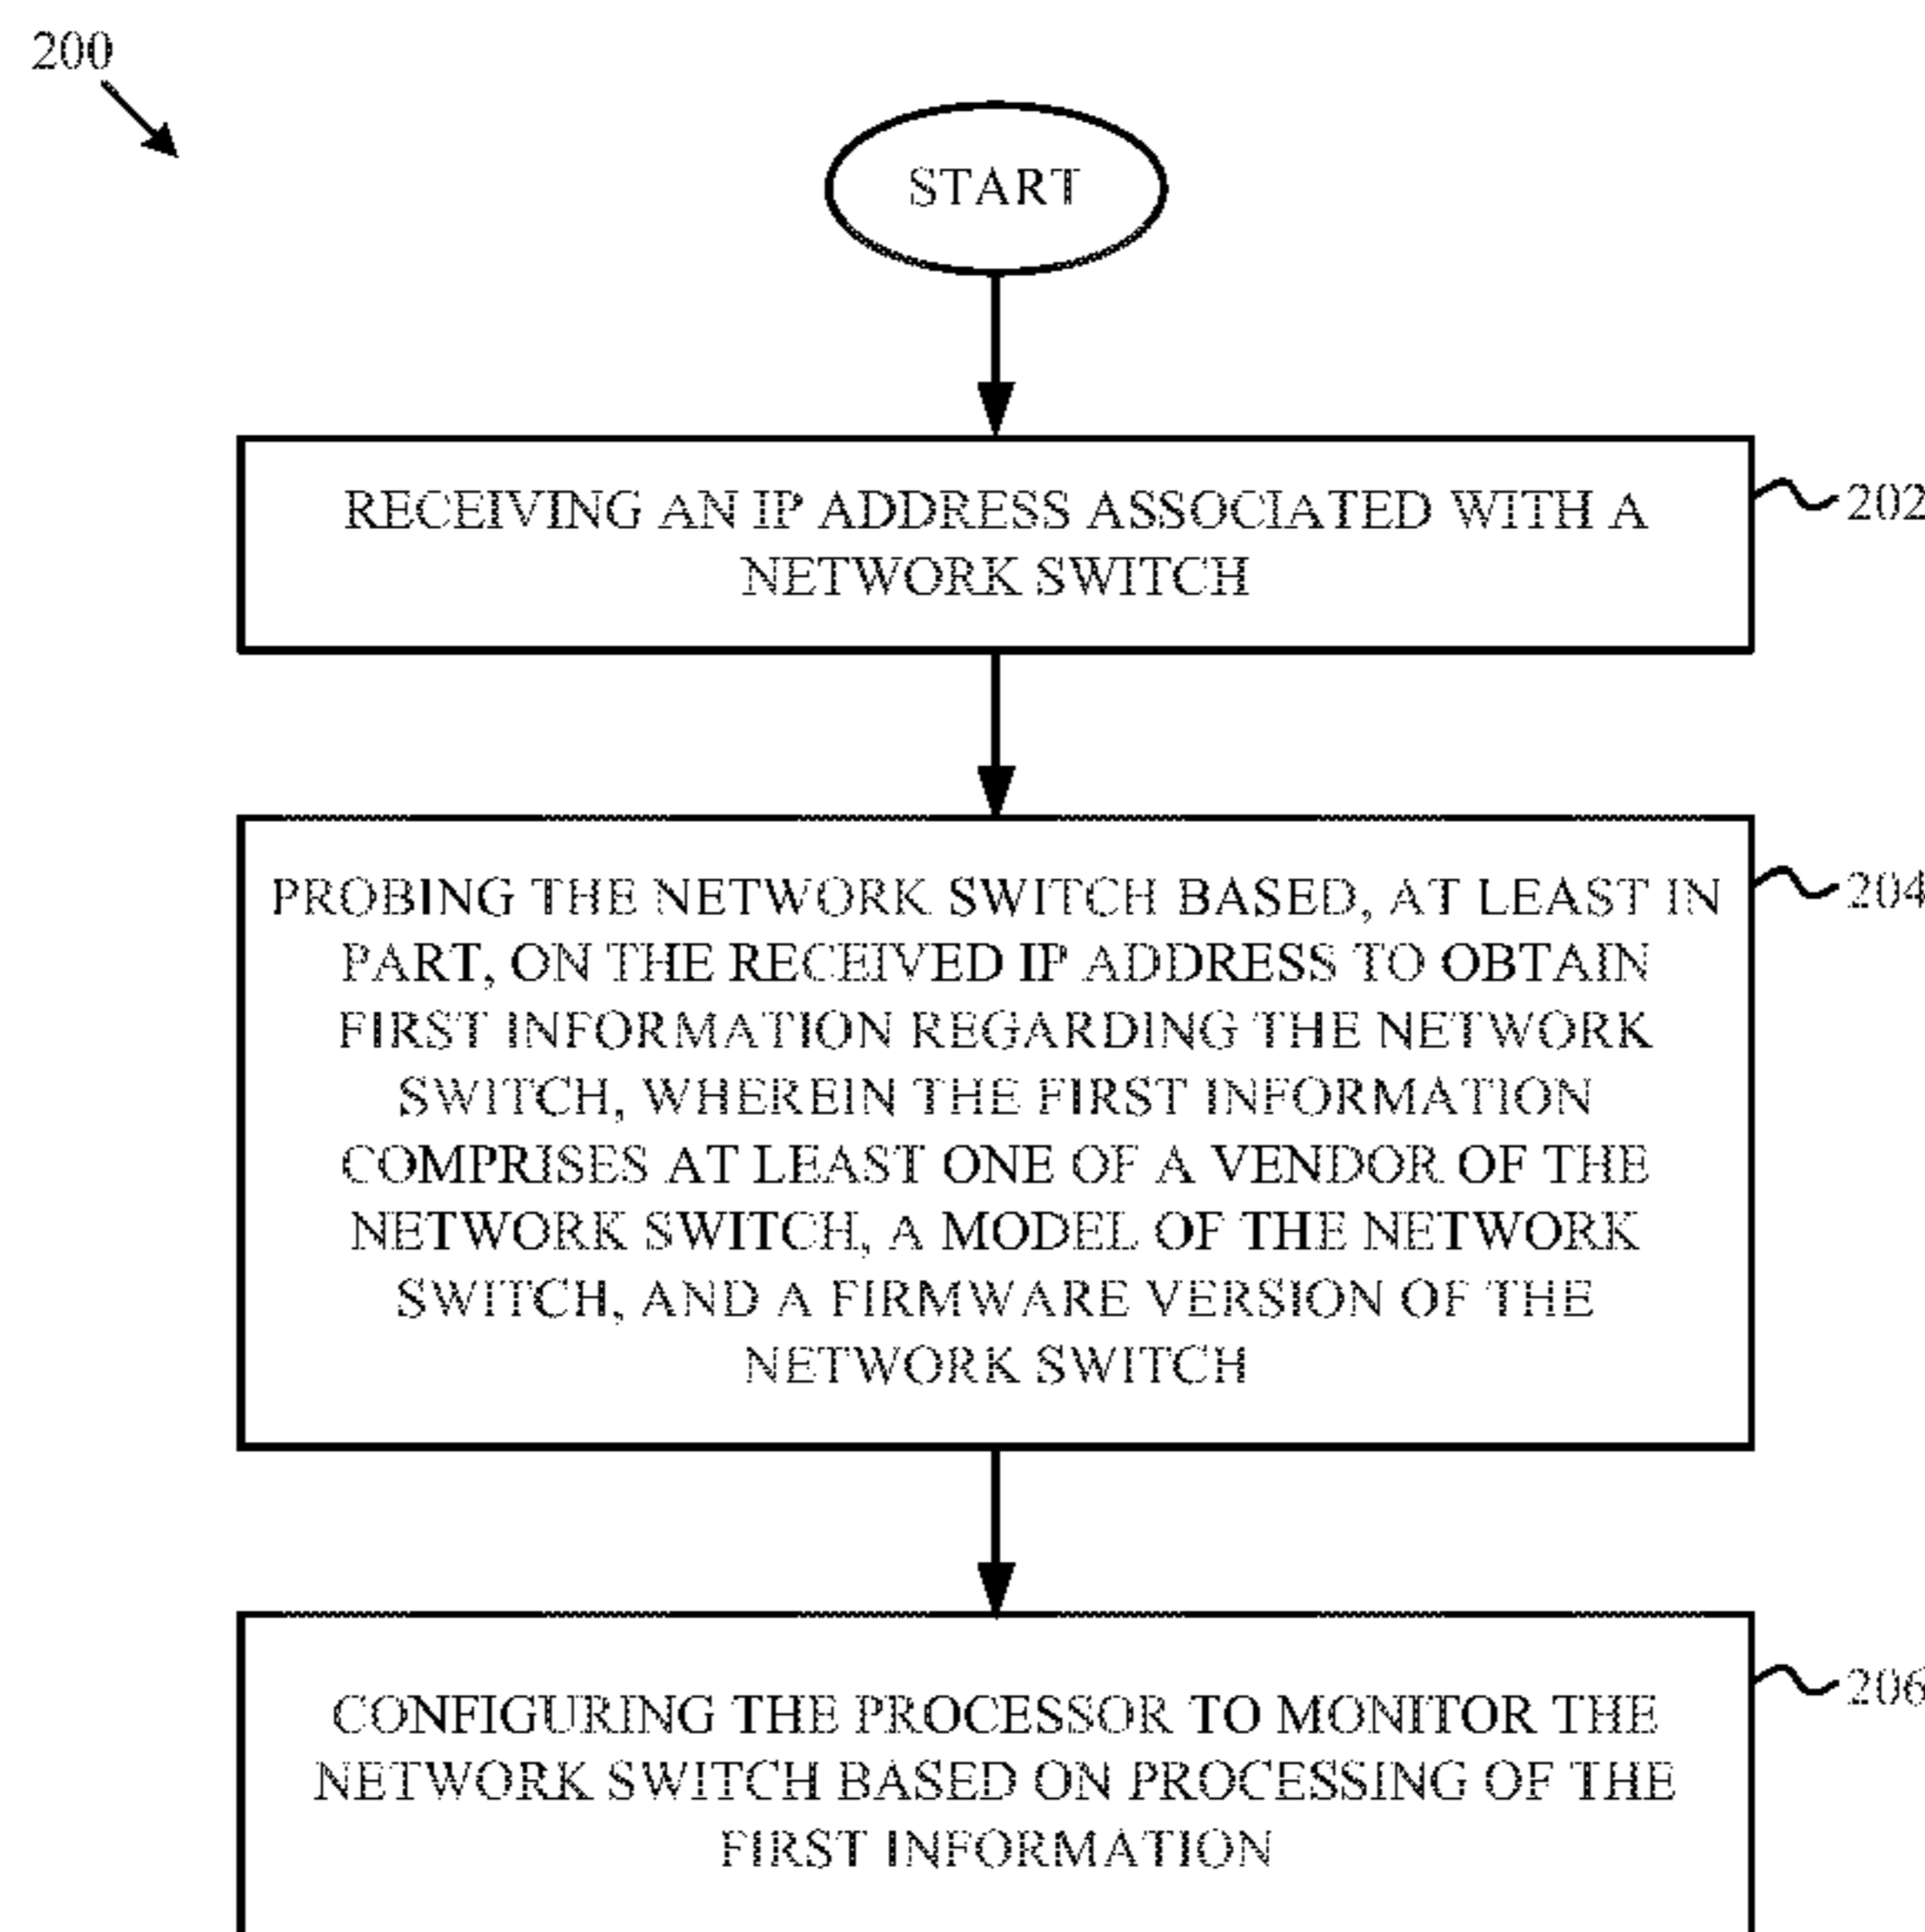 200
START
RECEIVING AN IP ADDRESS ASSOCIATED WITH A
NETWORK SWITCH
202
PROBING THE NETWORK SWITCH BASED, AT LEAST IN
PART, ON THE RECEIVED IP ADDRESS TO OBTAIN
FIRST INFORMATION REGARDING THE NETWORK
SWITCH, WHEREIN THE FIRST INFORMATION
COMPRISES AT LEAST ONE OF A VENDOR OF THE
NETWORK SWITCH, A MODEL OF THE NETWORK
SWITCH, AND A FIRMWARE VERSION OF THE
NETWORK SWITCH
204
CONFIGURING THE PROCESSOR TO MONITOR THE
NETWORK SWITCH BASED ON PROCESSING OF THE
FIRST INFORMATION
206